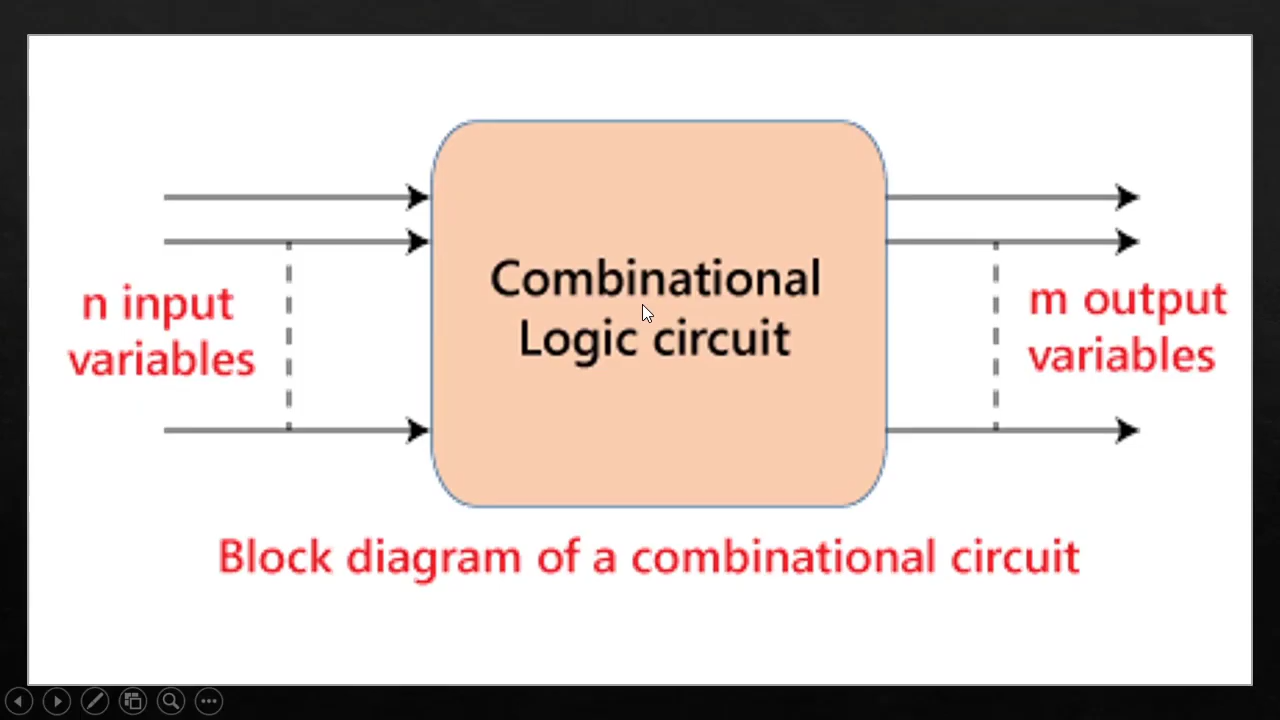 n input
variables
Combinational
Logic circuit
m output
variables
Block diagram of a combinational circuit